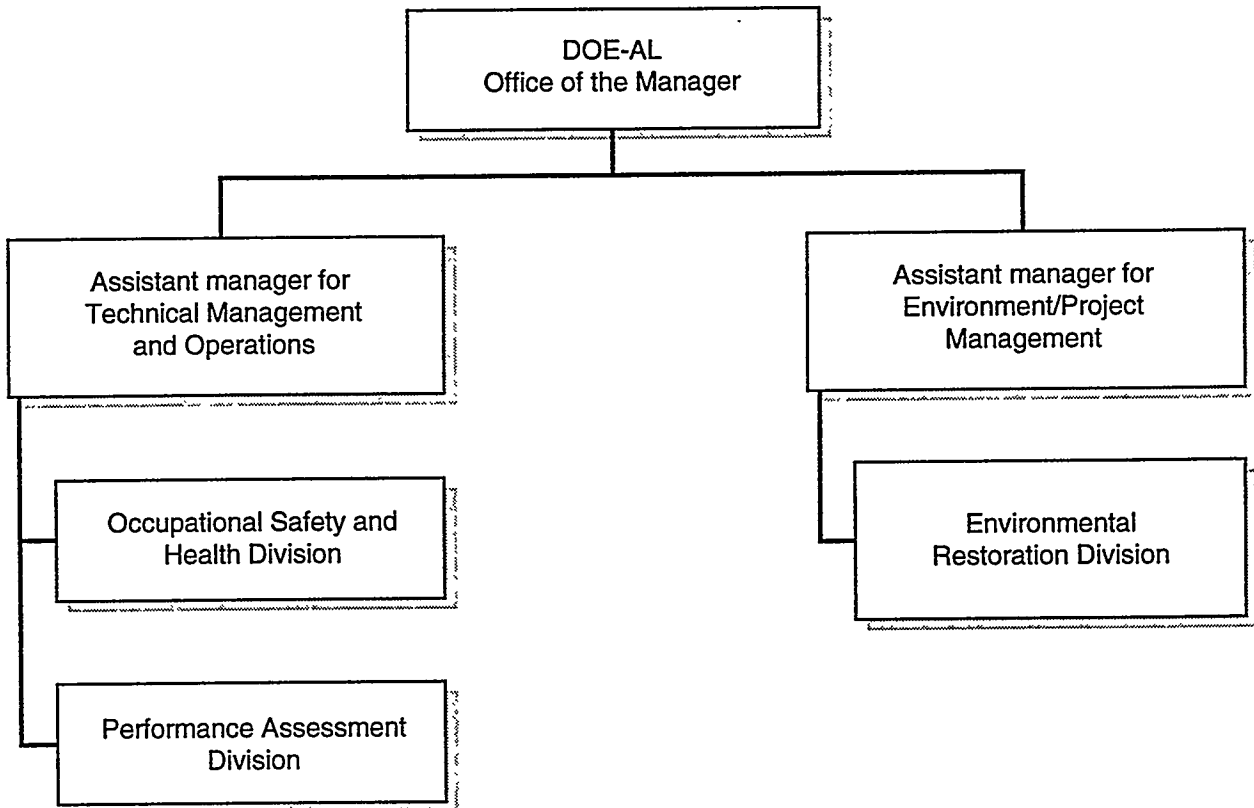 DOE-AL
Office of the Manager
Assistant manager for
Technical Management
and Operations
Assistant manager for
Environment/Project
Management
Occupational Safety and
Health Division
Environmental
Restoration Division
Performance Assessment
Division